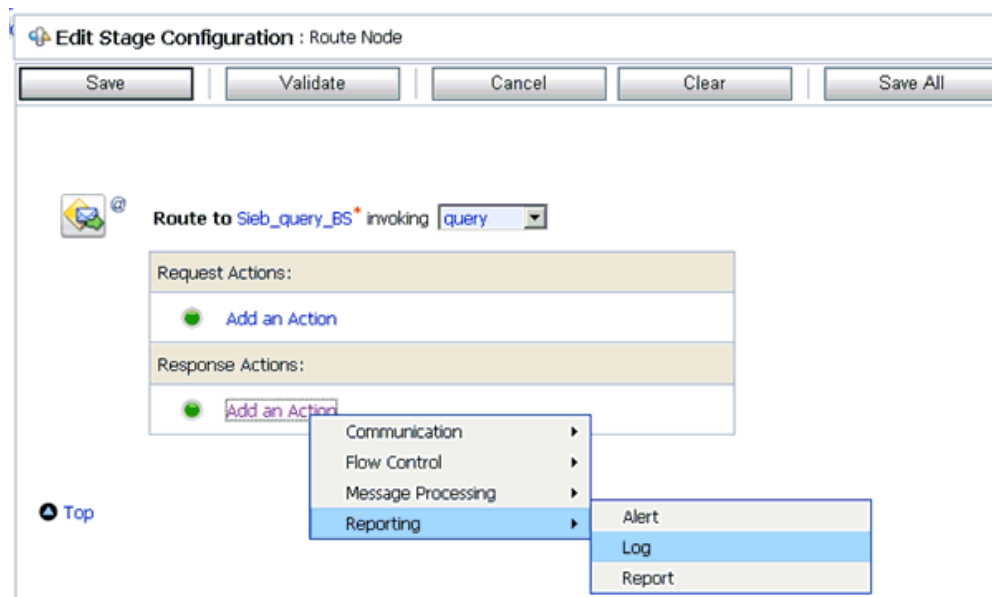 Edit Stage Configuration : Route Node
Save Validate Cancel Clear Save All
@
Route to Sieb_query_BS* invoking query
Request Actions:
Add an Action
Response Actions:
Add an Action
Communication
Flow Control
Message Processing
Reporting
Alert
Log
Report
Top